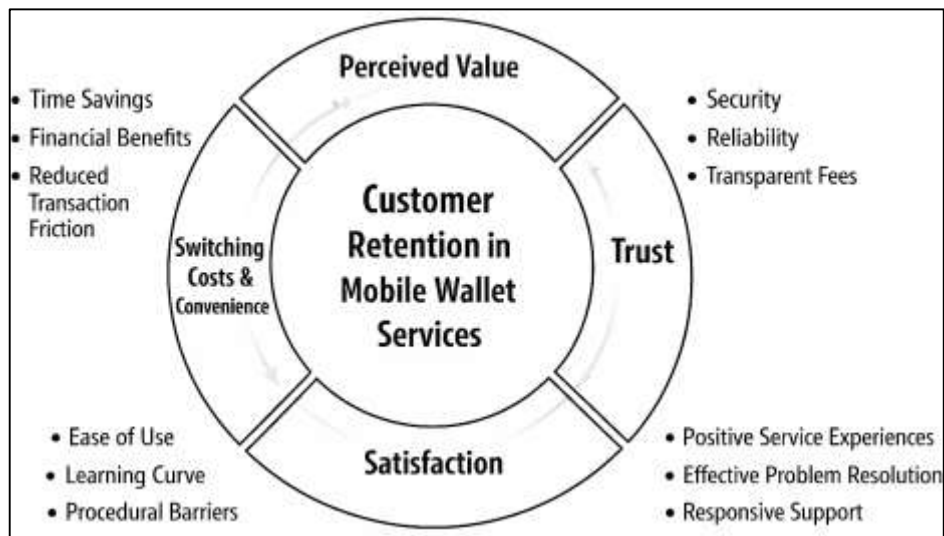 Perceived Value
• Time Savings
• Financial Benefits
• Reduced
Transaction
Friction
• Security
• Reliability
• Transparent Fees
Customer
Retention in
Mobile Wallet
Services
Switching
Costs &
Convenience
Trust
Satisfaction
• Ease of Use
• Learning Curve
• Procedural Barriers
• Positive Service Experiences
• Effective Problem Resolution
• Responsive Support